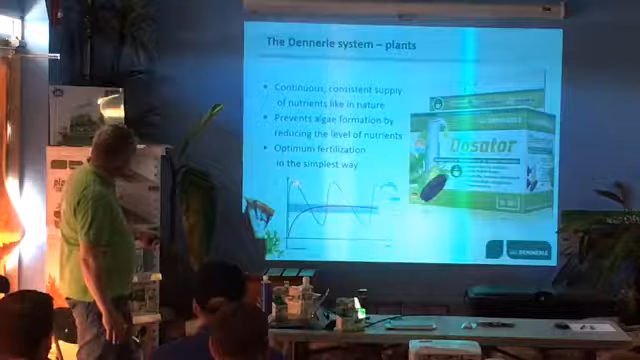 The Dennerle system – plants
• Continuous, consistent supply
of nutrients like in nature
• Prevents algae formation by
reducing the level of nutrients
• Optimum fertilization
in the simplest way
Dosator
DENNERLE